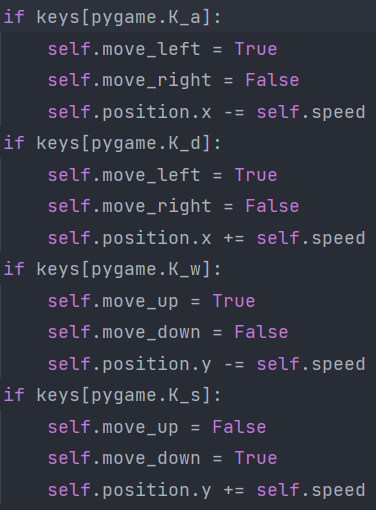 if keys[pygame.K_a]:
    self.move_left = True
    self.move_right = False
    self.position.x -= self.speed
if keys[pygame.K_d]:
    self.move_left = True
    self.move_right = False
    self.position.x += self.speed
if keys[pygame.K_w]:
    self.move_up = True
    self.move_down = False
    self.position.y -= self.speed
if keys[pygame.K_s]:
    self.move_up = False
    self.move_down = True
    self.position.y += self.speed